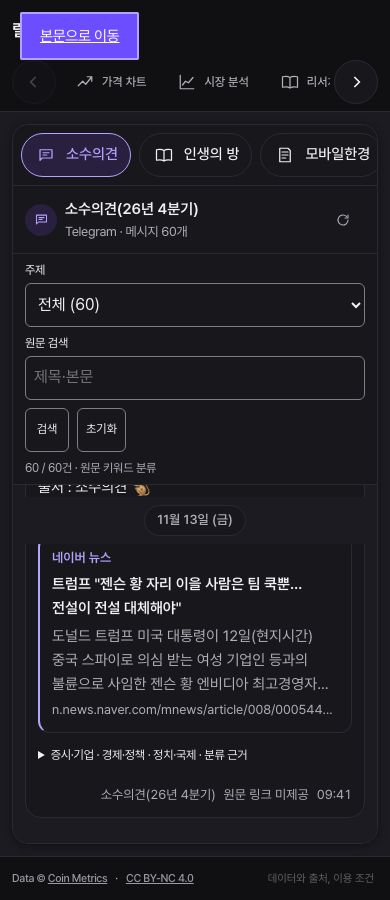 본문으로 이동
가격 차트
시장 분석
리서
소수의견
인생의 방
모바일한경
소수의견(26년 4분기)
Telegram · 메시지 60개
주제
전체 (60)
원문 검색
제목·본문
검색
초기화
60 / 60건 · 원문 키워드 분류
출처 : 소수의견 🐌
11월 13일 (금)
네이버 뉴스
트럼프 "젠슨 황 자리 이을 사람은 팀 쿡뿐…
전설이 전설 대체해야"
도널드 트럼프 미국 대통령이 12일(현지시간)
중국 스파이로 의심 받는 여성 기업인 등과의
불륜으로 사임한 젠슨 황 엔비디아 최고경영자…
n.news.naver.com/mnews/article/008/000544…
▶ 증시·기업 · 경제·정책 · 정치·국제 · 분류 근거
소수의견(26년 4분기) 원문 링크 미제공 09:41
Data © Coin Metrics · CC BY-NC 4.0
데이터와 출처, 이용 조건